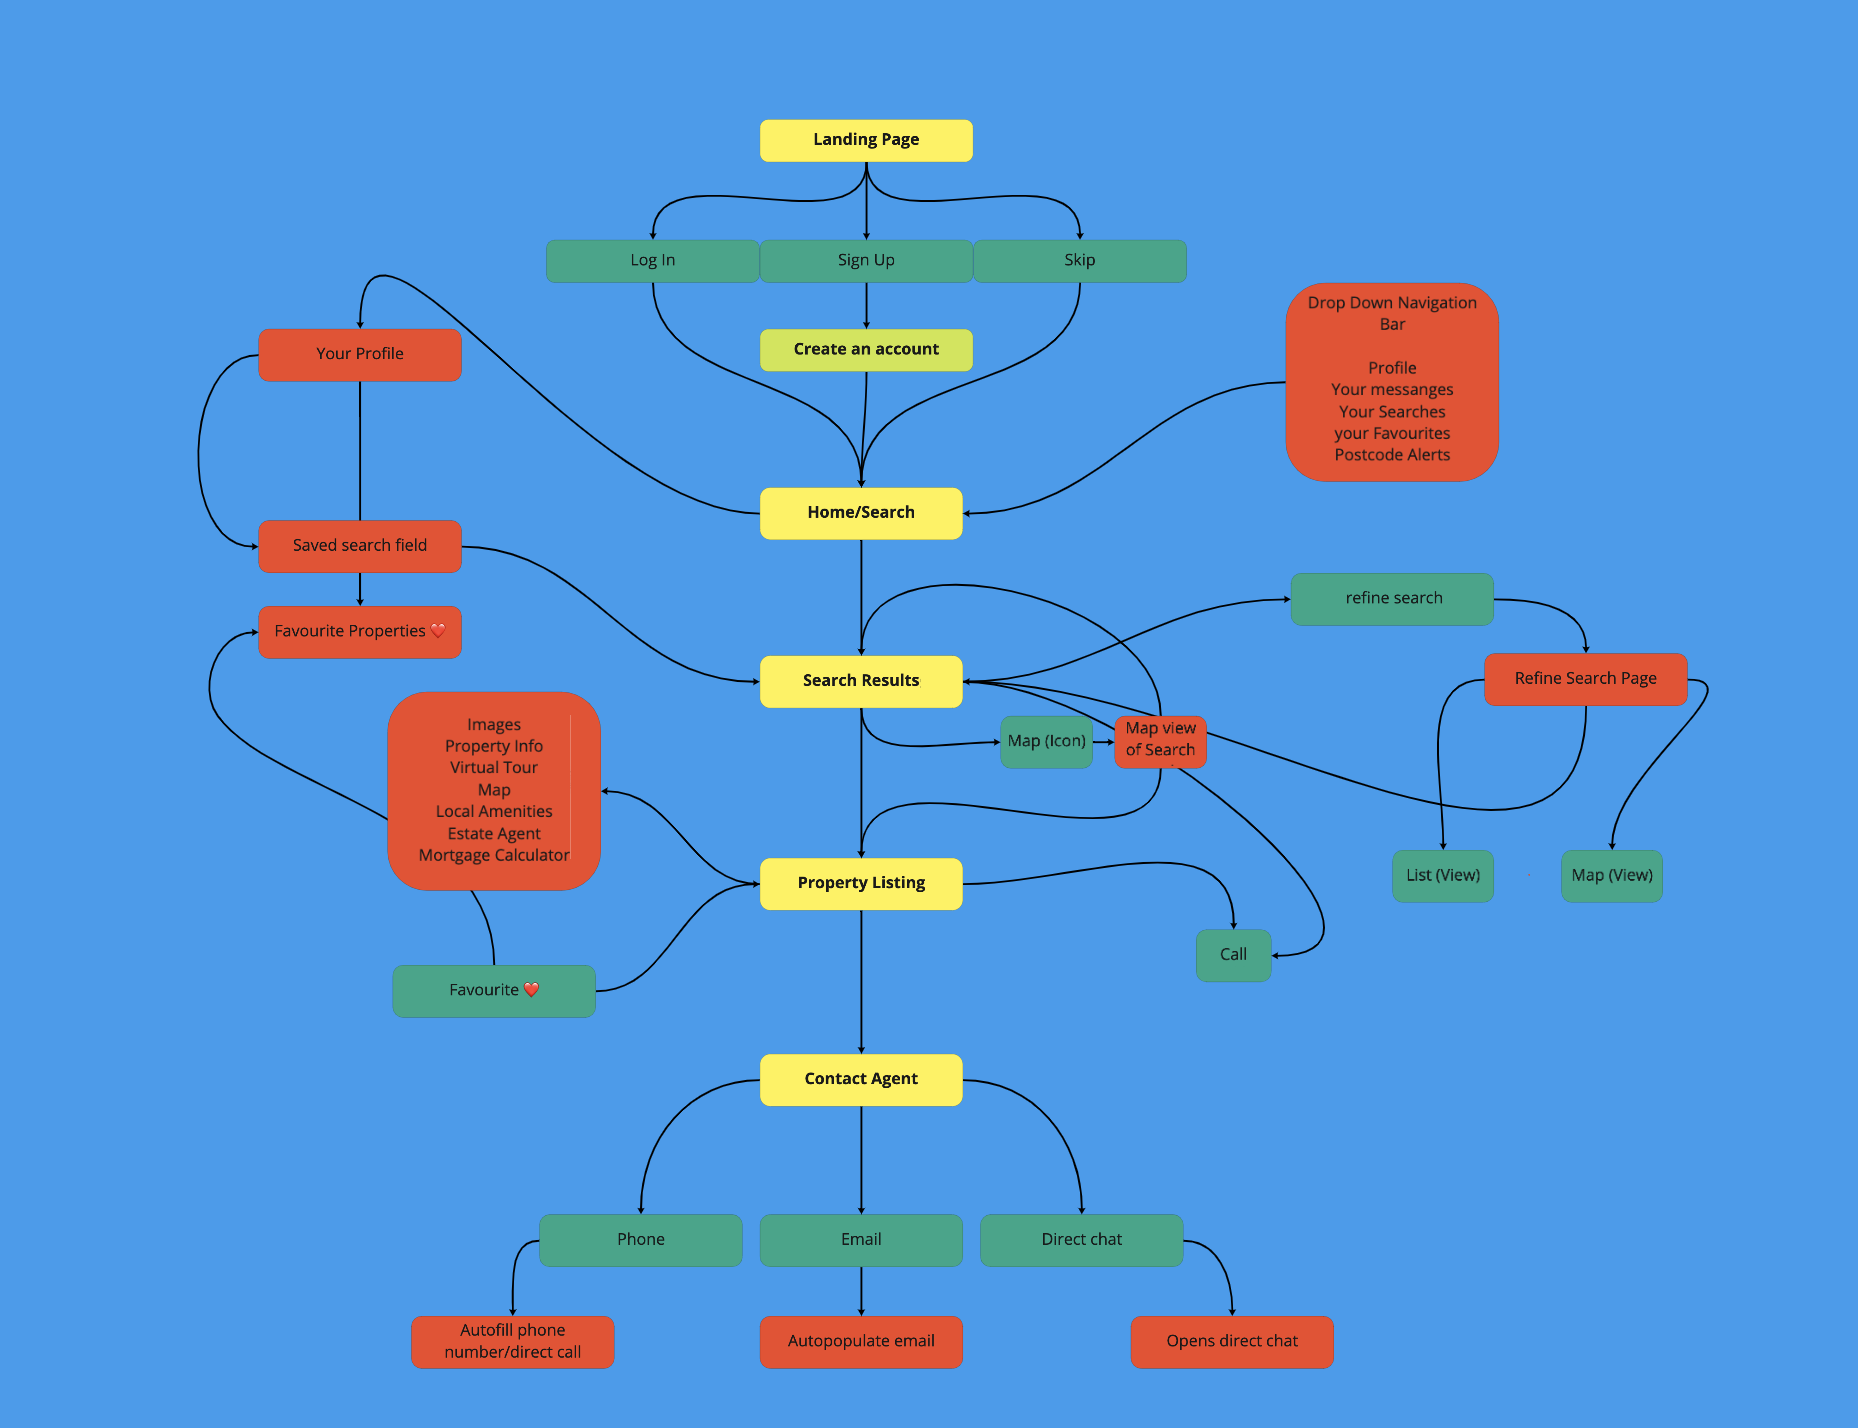 Landing Page
Log In
Sign Up
Skip
Create an account
Drop Down Navigation
Bar
Profile
Your messanges
Your Searches
your Favourites
Postcode Alerts
Your Profile
Home/Search
Saved search field
Favourite Properties ❤️
refine search
Search Results
Refine Search Page
Map (Icon)
Map view
of Search
Images
Property Info
Virtual Tour
Map
Local Amenities
Estate Agent
Mortgage Calculator
Property Listing
List (View)
Map (View)
Call
Favourite ❤️
Contact Agent
Phone
Email
Direct chat
Autofill phone
number/direct call
Autopopulate email
Opens direct chat